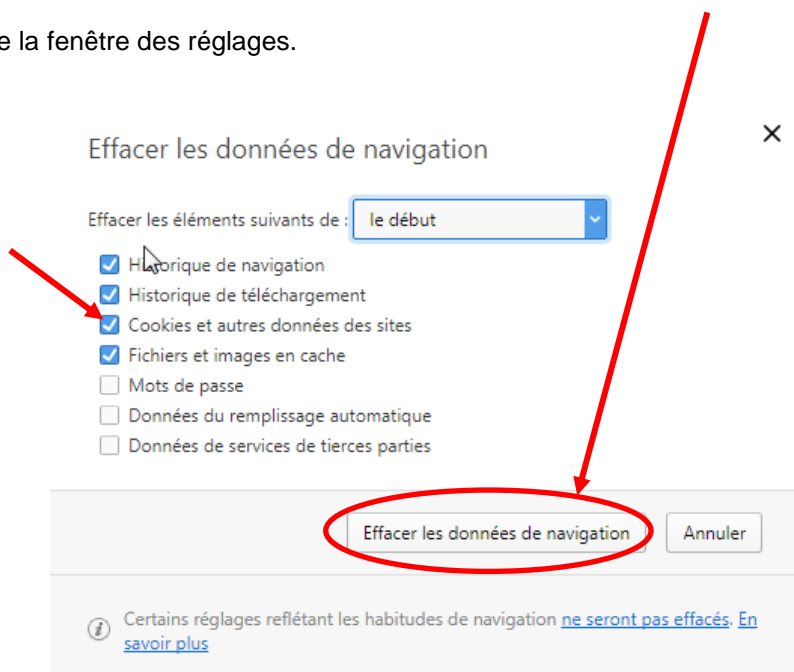 e la fenêtre des réglages.
Effacer les données de navigation
Effacer les éléments suivants de : le début
Historique de navigation
Historique de téléchargement
Cookies et autres données des sites
Fichiers et images en cache
Mots de passe
Données du remplissage automatique
Données de services de tierces parties
Effacer les données de navigation Annuler
Certains réglages reflétant les habitudes de navigation ne seront pas effacés. En
savoir plus